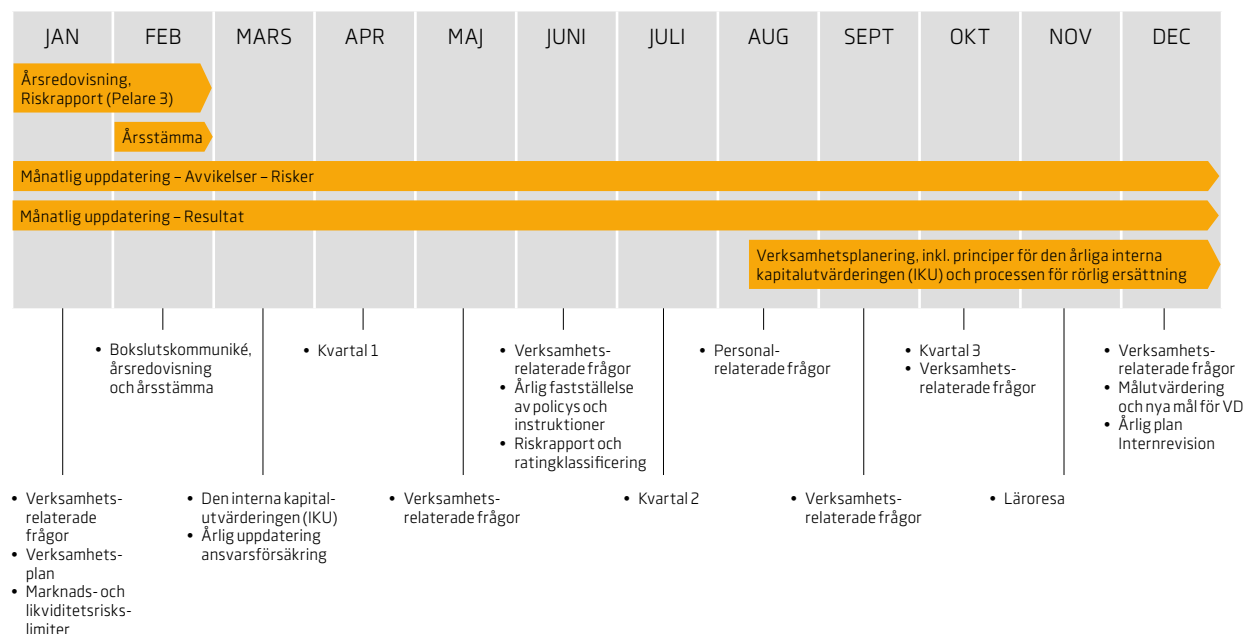 JAN FEB MARS APR MAJ JUNI JULI AUG SEPT OKT NOV DEC
Årsredovisning,
Riskrapport (Pelare 3)
Årsstämma
Månatlig uppdatering – Avvikelser – Risker
Månatlig uppdatering – Resultat
Verksamhetsplanering, inkl. principer för den årliga interna
kapitalutvärderingen (IKU) och processen för rörlig ersättning
• Bokslutskommuniké,
årsredovisning
och årsstämma
• Kvartal 1
• Verksamhets-
relaterade frågor
• Årlig fastställelse
av policys och
instruktioner
• Riskrapport och
ratingklassificering
• Personal-
relaterade frågor
• Kvartal 3
• Verksamhets-
relaterade frågor
• Verksamhets-
relaterade frågor
• Målutvärdering
och nya mål för VD
• Årlig plan
Internrevision
• Verksamhets-
relaterade
frågor
• Verksamhets-
plan
• Marknads- och
likviditetsrisks-
limiter
• Den interna kapital-
utvärderingen (IKU)
• Årlig uppdatering
ansvarsförsäkring
• Verksamhets-
relaterade frågor
• Kvartal 2
• Verksamhets-
relaterade frågor
• Läroresa